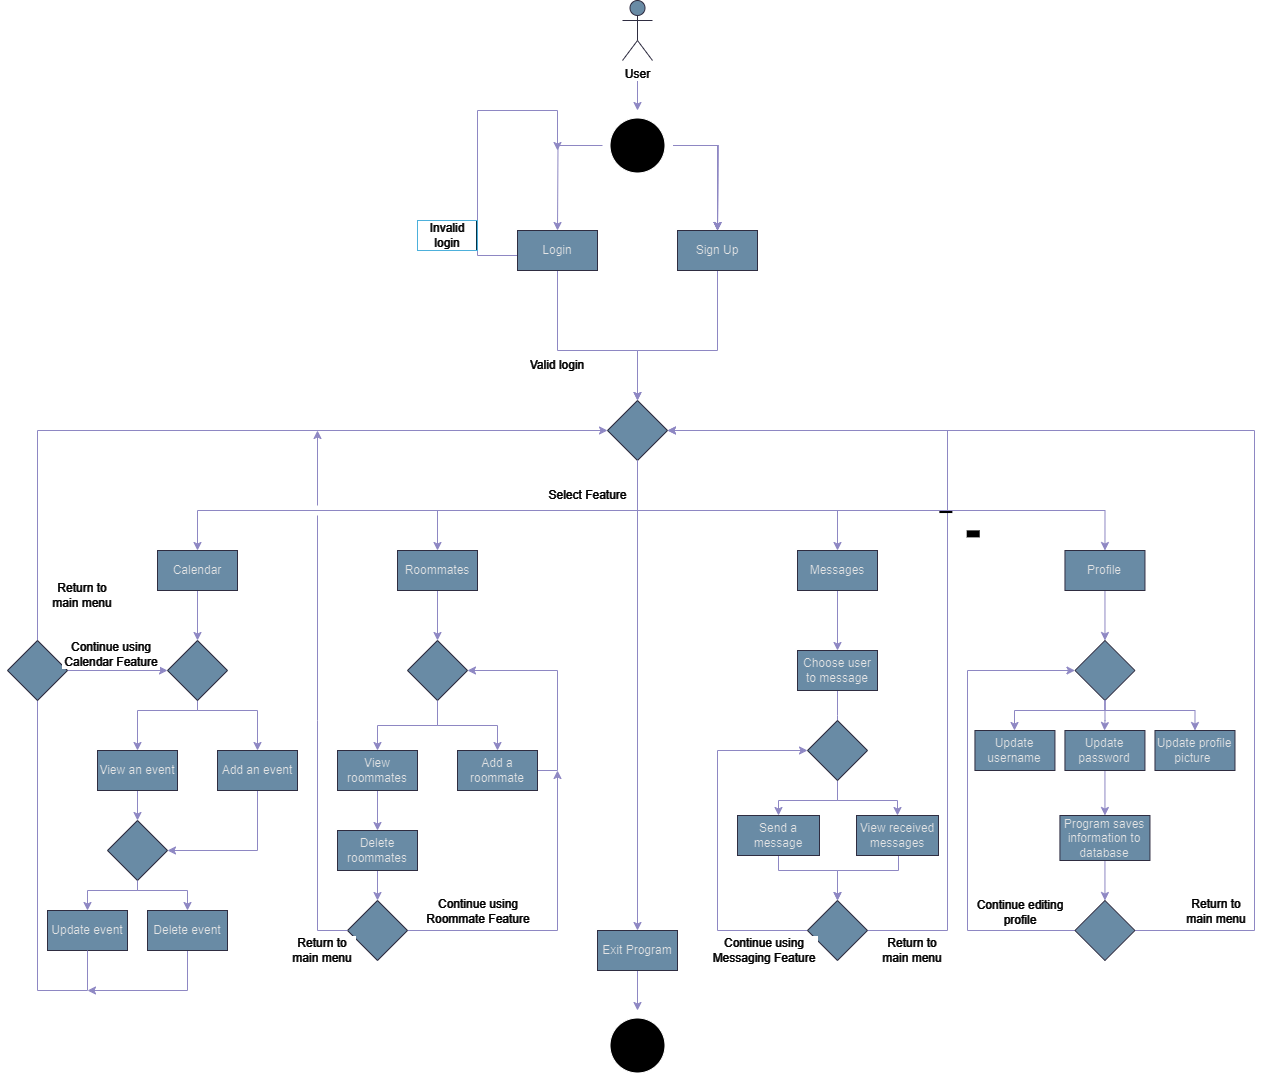 User
Invalid
login
Login
Sign Up
Valid login
Select Feature
Calendar
Roommates
Messages
Profile
Return to
main menu
Continue using
Calendar Feature
Choose user
to message
View an event
Add an event
View
roommates
Add a
roommate
Update
username
Update
password
Update profile
picture
Send a
message
View received
messages
Program saves
information to
database
Delete
roommates
Update event
Delete event
Continue using
Roommate Feature
Return to
main menu
Exit Program
Continue using
Messaging Feature
Return to
main menu
Continue editing
profile
Return to
main menu